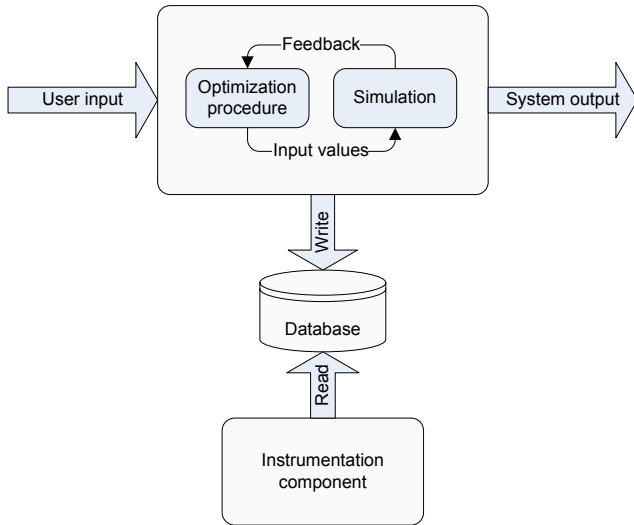 Feedback
User input
Optimization
procedure
Simulation
System output
Input values
Write
Database
Read
Instrumentation
component